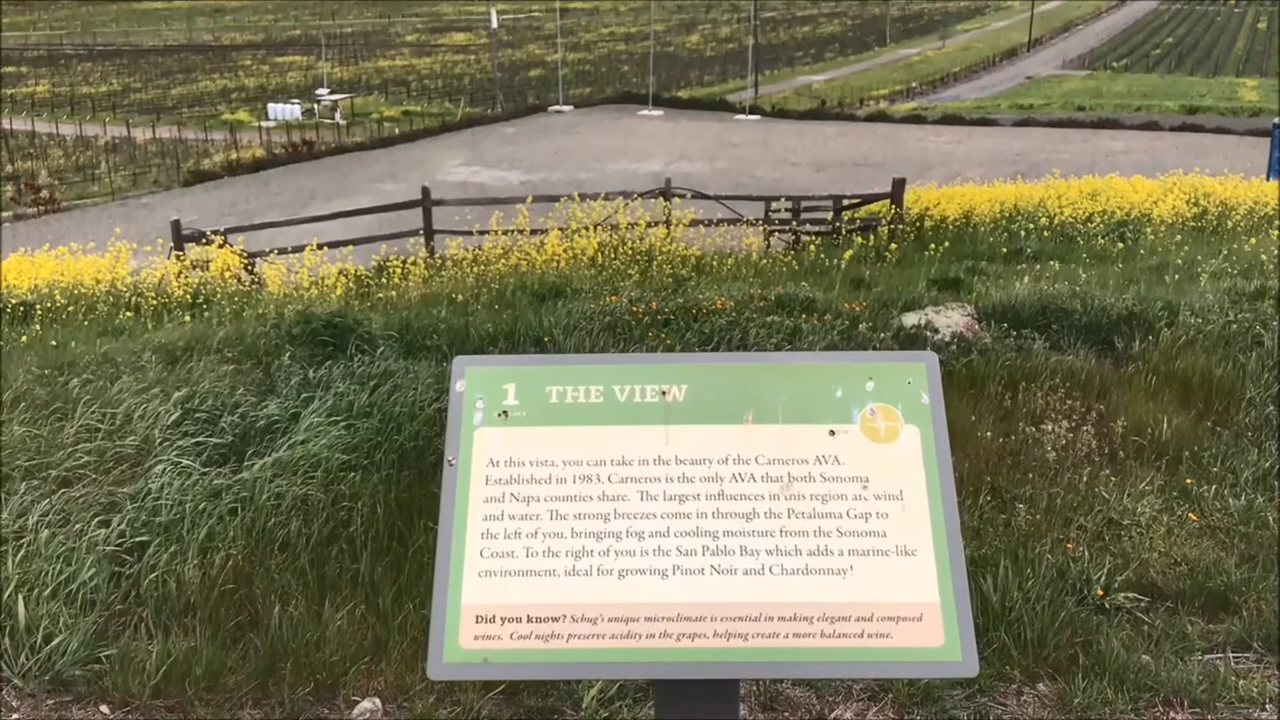 1 THE VIEW
At this vista, you can take in the beauty of the Carneros AVA.
Established in 1983, Carneros is the only AVA that both Sonoma
and Napa counties share. The largest influences in this region are wind
and water. The strong breezes come in through the Petaluma Gap to
the left of you, bringing fog and cooling moisture from the Sonoma
Coast. To the right of you is the San Pablo Bay which adds a marine-like
environment, ideal for growing Pinot Noir and Chardonnay!
Did you know? Schug's unique microclimate is essential in making elegant and composed
wines. Cool nights preserve acidity in the grapes, helping create a more balanced wine.